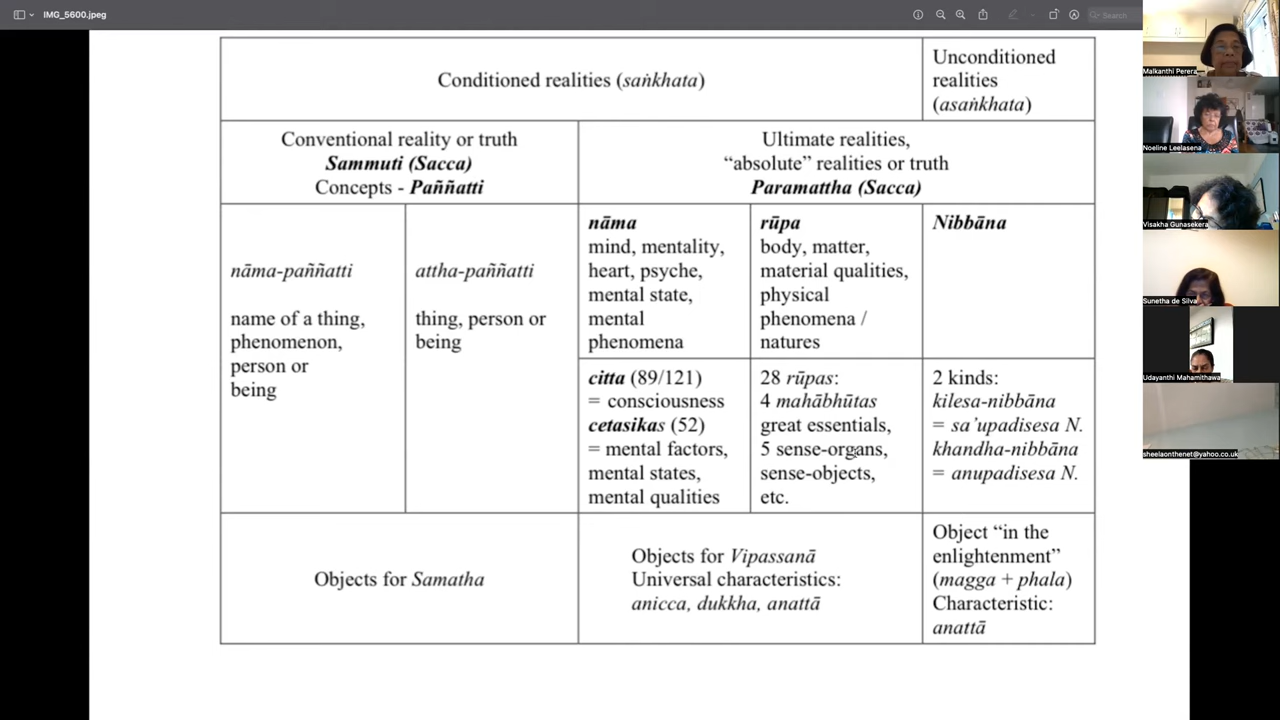 IMG_5600.jpeg
Search
Conditioned realities (saṅkhata)
Unconditioned
realities
(asaṅkhata)
Conventional reality or truth
Sammuti (Sacca)
Concepts - Paññatti
Ultimate realities,
“absolute” realities or truth
Paramattha (Sacca)
nāma-paññatti
name of a thing,
phenomenon,
person or
being
attha-paññatti
thing, person or
being
nāma
mind, mentality,
heart, psyche,
mental state,
mental
phenomena
rūpa
body, matter,
material qualities,
physical
phenomena /
natures
Nibbāna
citta (89/121)
= consciousness
cetasikas (52)
= mental factors,
mental states,
mental qualities
28 rūpas:
4 mahābhūtas
great essentials,
5 sense-organs,
sense-objects,
etc.
2 kinds:
kilesa-nibbāna
= sa’upadisesa N.
khandha-nibbāna
= anupadisesa N.
Objects for Samatha
Objects for Vipassanā
Universal characteristics:
anicca, dukkha, anattā
Object “in the
enlightenment”
(magga + phala)
Characteristic:
anattā
Malkanthi Perera
Noeline Leelasena
Visakha Gunasekera
Sunetha de Silva
Udayanthi Mahamithawa
sheelaonthenet@yahoo.co.uk